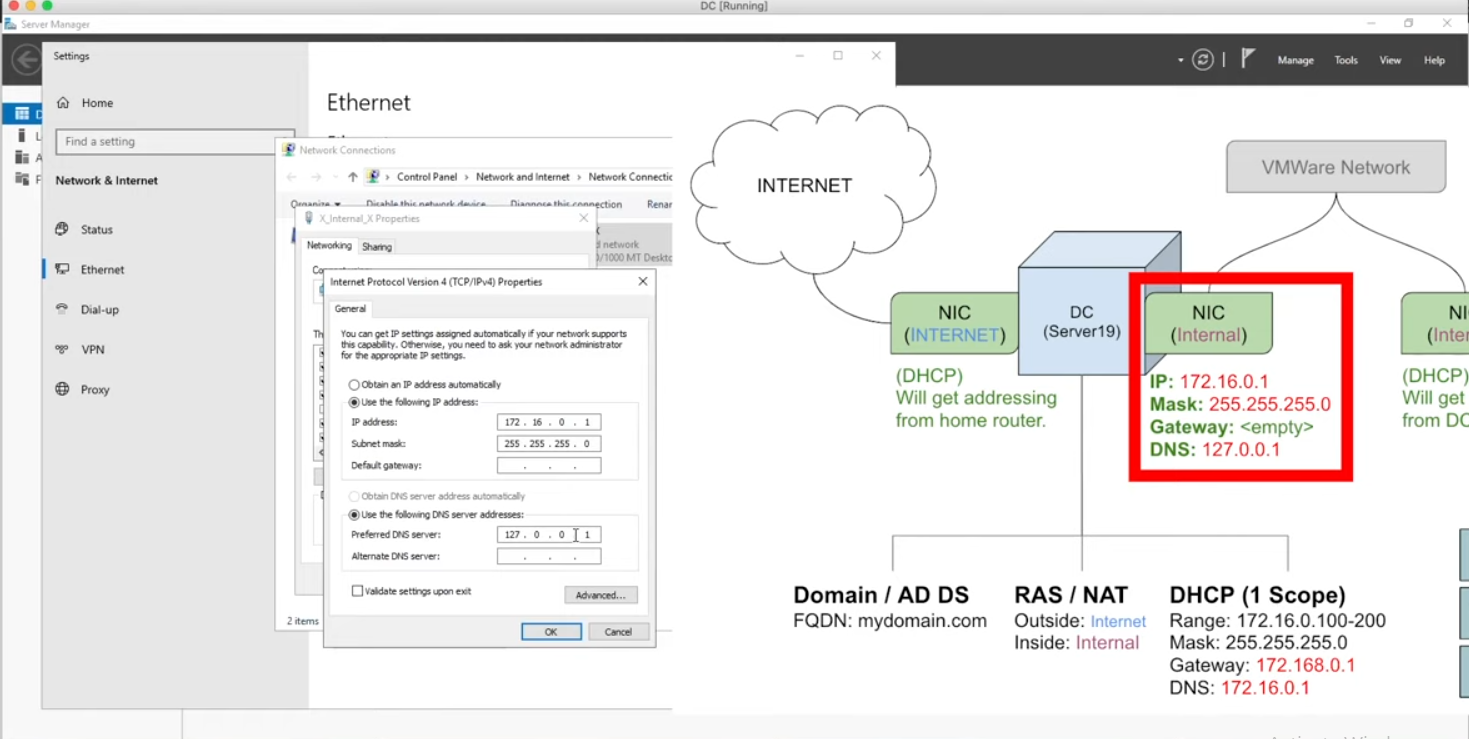 DC [Running]
Server Manager
Manage Tools View Help
Settings
Home
Find a setting
Network & Internet
Status
Ethernet
Dial-up
VPN
Proxy
Ethernet
Network Connections
Control Panel > Network and Internet > Network Connectic
Organize Disable this network device Diagnose this connection Renar
X_Internal_X Properties
Networking Sharing
d network
0/1000 MT Deskto
2 items
Internet Protocol Version 4 (TCP/IPv4) Properties
General
You can get IP settings assigned automatically if your network supports
this capability. Otherwise, you need to ask your network administrator
for the appropriate IP settings.
Obtain an IP address automatically
Use the following IP address:
IP address: 172 . 16 . 0 . 1
Subnet mask: 255 . 255 . 255 . 0
Default gateway: . . .
Obtain DNS server address automatically
Use the following DNS server addresses:
Preferred DNS server: 127 . 0 . 0 . 1
Alternate DNS server: . . .
Validate settings upon exit
Advanced...
OK Cancel
INTERNET
VMWare Network
NIC
(INTERNET)
(DHCP)
Will get addressing
from home router.
DC
(Server19)
NIC
(Internal)
IP: 172.16.0.1
Mask: 255.255.255.0
Gateway: <empty>
DNS: 127.0.0.1
NI
(Inter
(DHCP)
Will get
from DC
Domain / AD DS
FQDN: mydomain.com
RAS / NAT
Outside: Internet
Inside: Internal
DHCP (1 Scope)
Range: 172.16.0.100-200
Mask: 255.255.255.0
Gateway: 172.168.0.1
DNS: 172.16.0.1